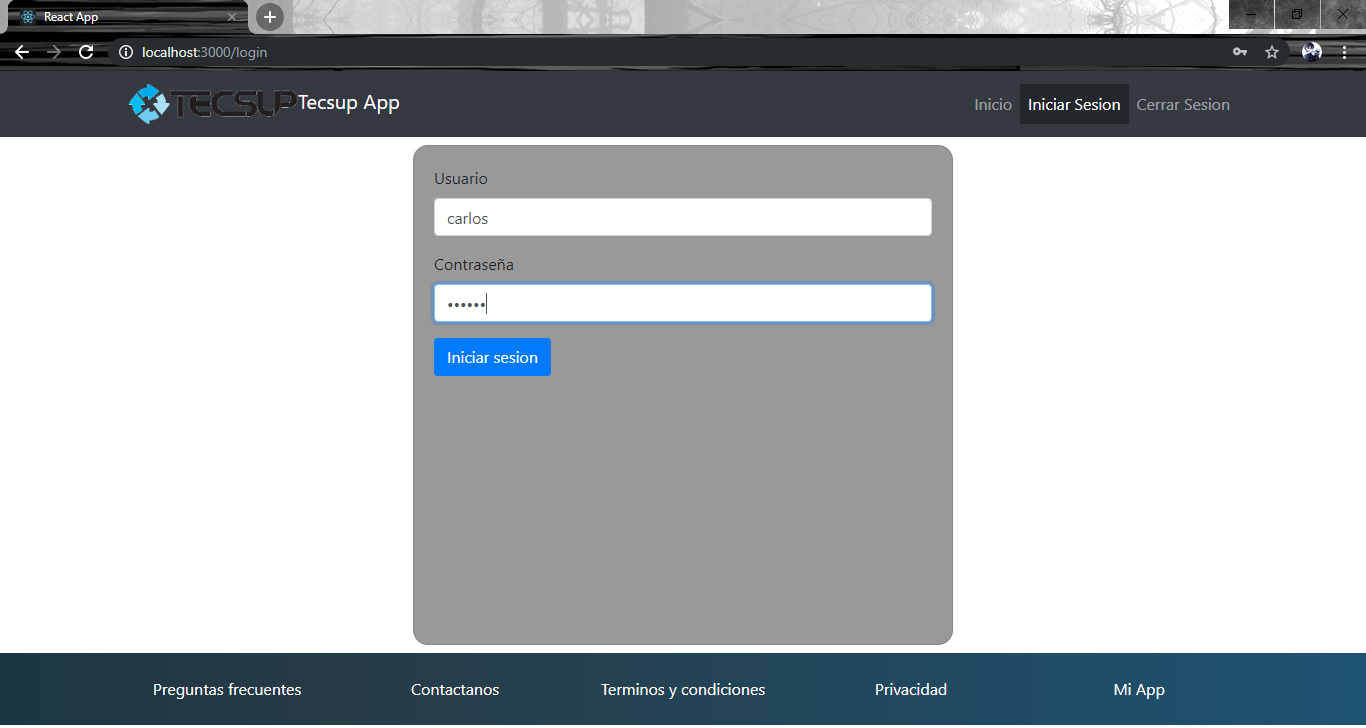 React App
localhost:3000/login
TECSUP Tecsup App
Inicio
Iniciar Sesion
Cerrar Sesion
Usuario
carlos
Contraseña
••••••
Iniciar sesion
Preguntas frecuentes
Contactanos
Terminos y condiciones
Privacidad
Mi App